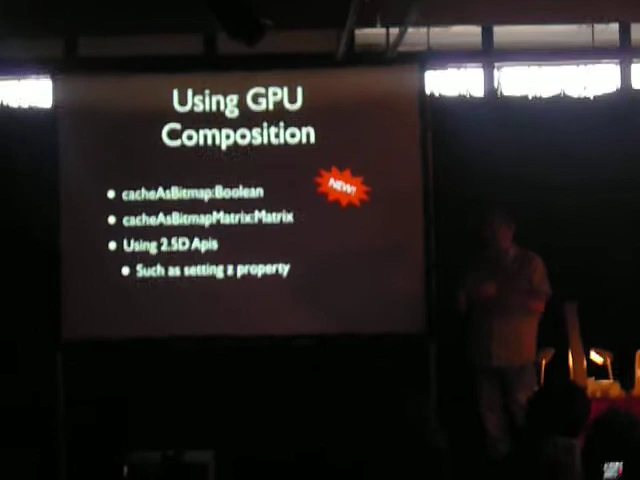 Using GPU
Composition
cacheAsBitmap:Boolean
NEW!
cacheAsBitmapMatrix:Matrix
Using 2.5D Apis
Such as setting z property